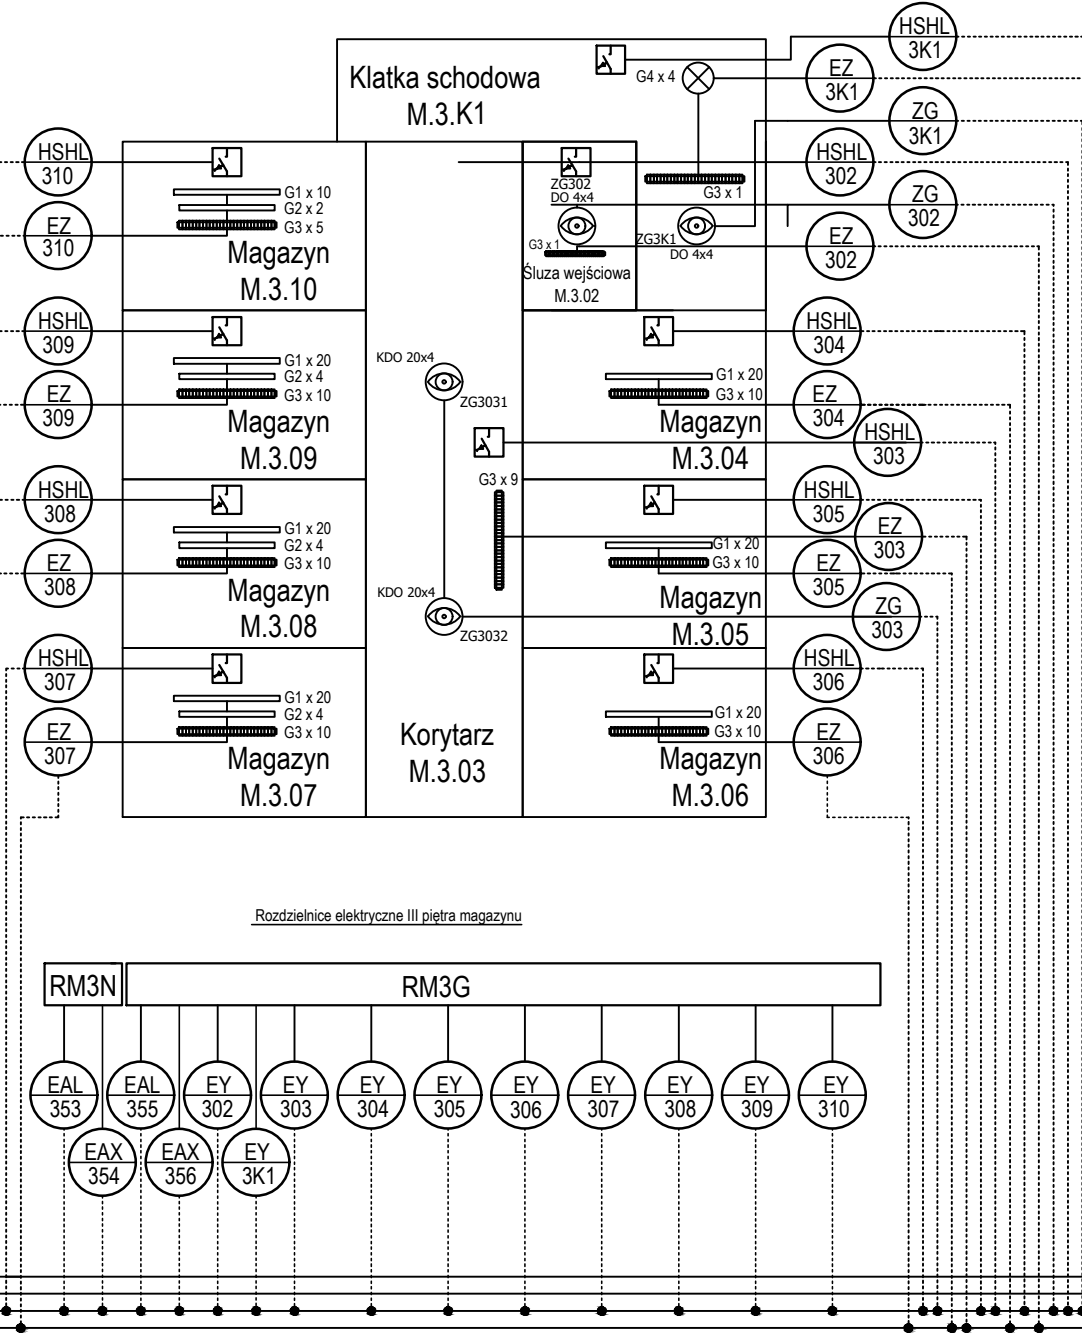 HSHL
3K1
EZ
3K1
ZG
3K1
Klatka schodowa
M.3.K1
G4 x 4
G3 x 1
HSHL
310
EZ
310
G1 x 10
G2 x 2
G3 x 5
Magazyn
M.3.10
ZG302
DO 4x4
G3 x 1
Śluza wejściowa
M.3.02
ZG3K1
DO 4x4
HSHL
302
ZG
302
EZ
302
HSHL
309
EZ
309
G1 x 20
G2 x 4
G3 x 10
Magazyn
M.3.09
KDO 20x4
ZG3031
G1 x 20
G3 x 10
Magazyn
M.3.04
HSHL
304
EZ
304
HSHL
303
HSHL
308
EZ
308
G1 x 20
G2 x 4
G3 x 10
Magazyn
M.3.08
G3 x 9
KDO 20x4
ZG3032
G1 x 20
G3 x 10
Magazyn
M.3.05
HSHL
305
EZ
303
EZ
305
ZG
303
HSHL
307
EZ
307
G1 x 20
G2 x 4
G3 x 10
Magazyn
M.3.07
Korytarz
M.3.03
G1 x 20
G3 x 10
Magazyn
M.3.06
HSHL
306
EZ
306
Rozdzielnice elektryczne III piętra magazynu
RM3N
RM3G
EAL
353
EAL
355
EY
302
EY
303
EY
304
EY
305
EY
306
EY
307
EY
308
EY
309
EY
310
EAX
354
EAX
356
EY
3K1